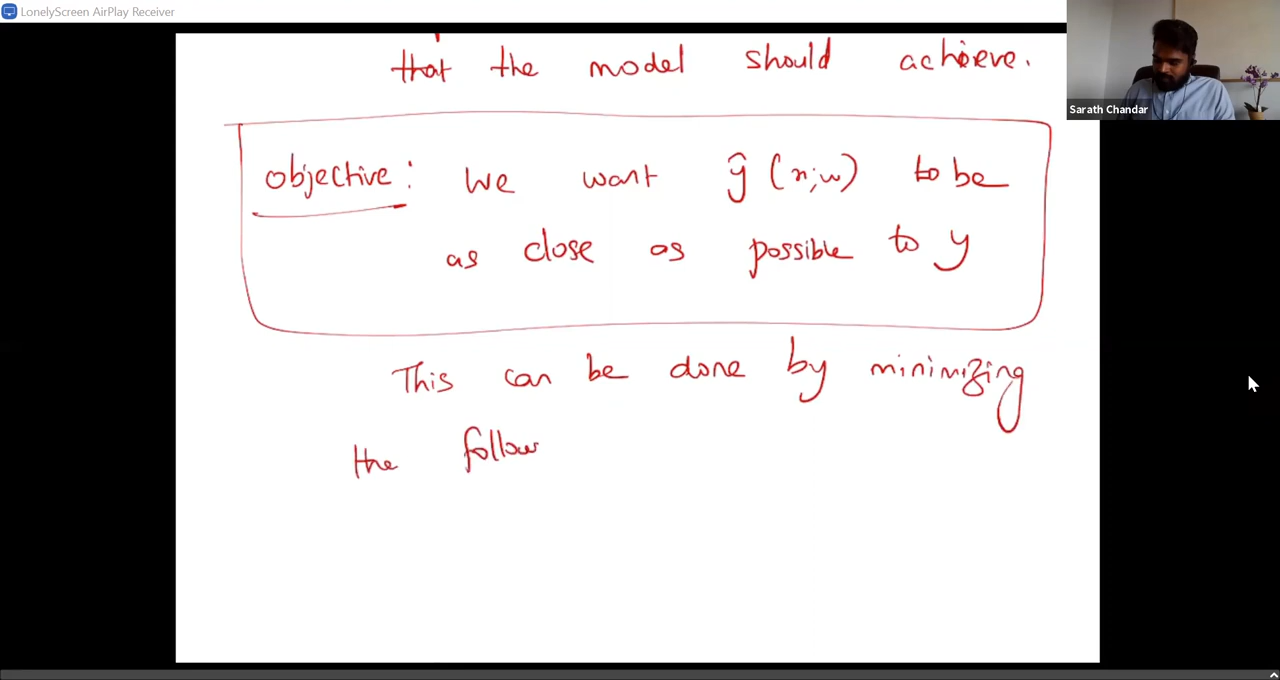 LonelyScreen AirPlay Receiver
that the model should achieve.
Sarath Chandar
objective: We want ŷ (x;w) to be
as close as possible to y
This can be done by minimizing
the follow